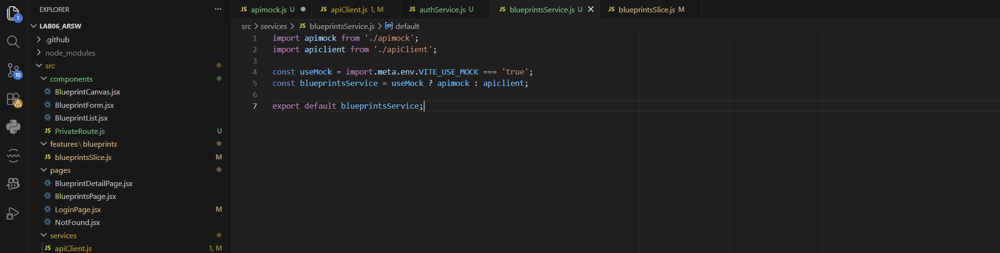 EXPLORER
···
LAB06_ARSW
.github
node_modules
src
components
BlueprintCanvas.jsx
BlueprintForm.jsx
BlueprintList.jsx
JS PrivateRoute.js U
features\blueprints
JS blueprintsSlice.js M
pages
BlueprintDetailPage.jsx
BlueprintsPage.jsx
LoginPage.jsx M
NotFound.jsx
services
JS apiClient.js 1, M
1
10
JS apimock.js U
JS apiClient.js 1, M
JS authService.js U
JS blueprintsService.js U
JS blueprintsSlice.js M
src > services > JS blueprintsService.js > default
1 import apimock from './apimock';
2 import apiclient from './apiClient';
3
4 const useMock = import.meta.env.VITE_USE_MOCK === 'true';
5 const blueprintsService = useMock ? apimock : apiclient;
6
7 export default blueprintsService;